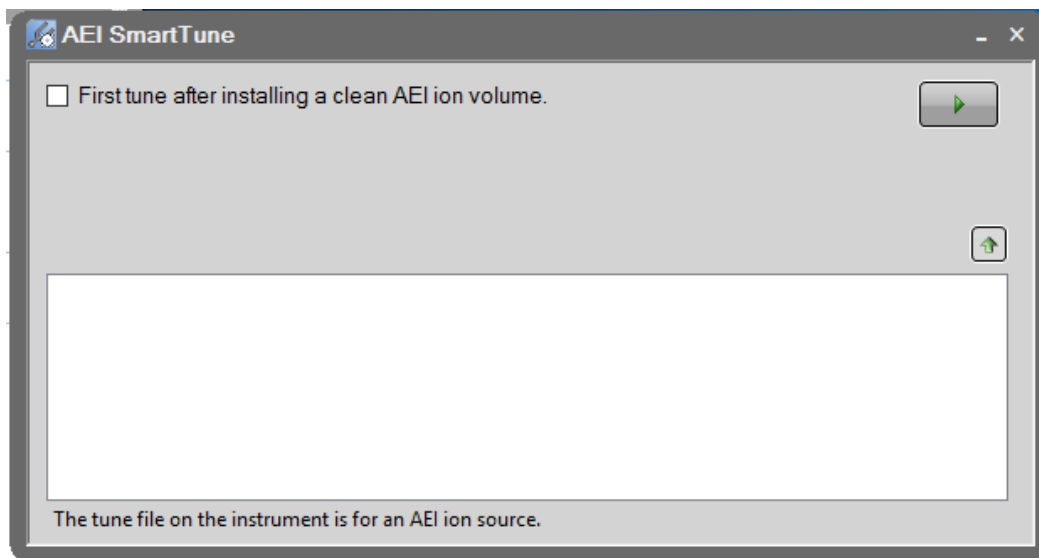 AEI SmartTune
First tune after installing a clean AEI ion volume.
The tune file on the instrument is for an AEI ion source.